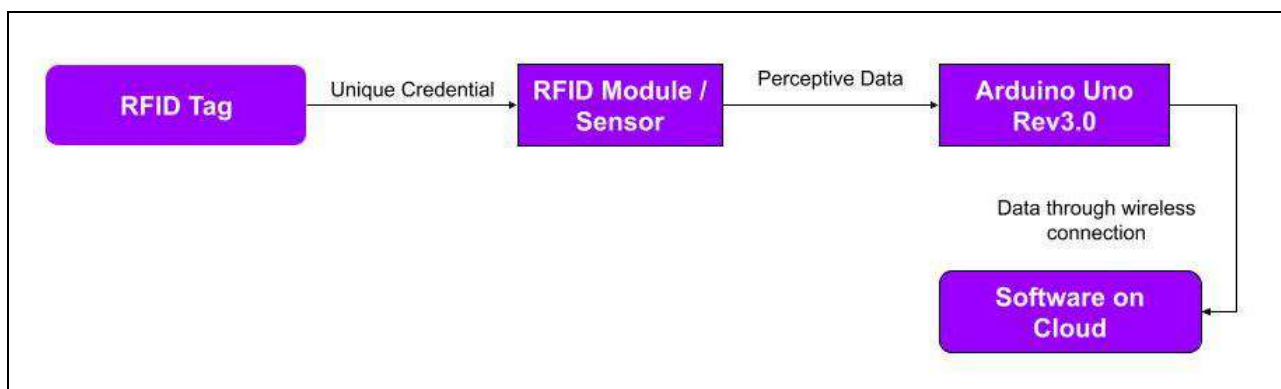 RFID Tag
Unique Credential
RFID Module /
Sensor
Perceptive Data
Arduino Uno
Rev3.0
Data through wireless
connection
Software on
Cloud